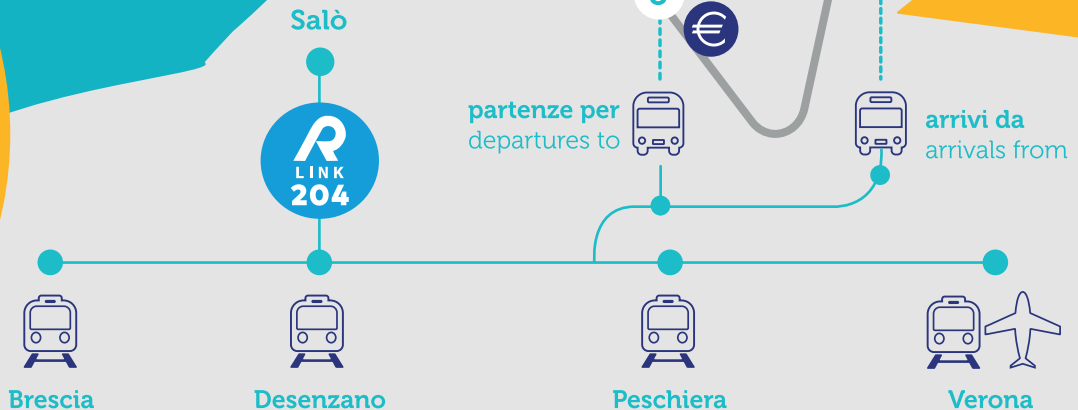 Salò
€
partenze per
departures to
arrivi da
arrivals from
R
LINK
204
Brescia
Desenzano
Peschiera
Verona